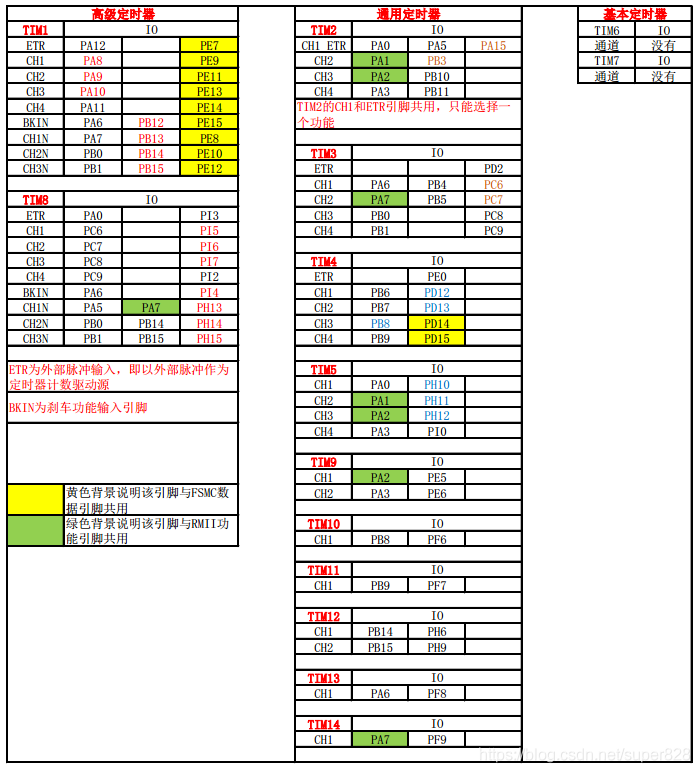 高级定时器
TIM1 IO
ETR PA12 PE7
CH1 PA8 PE9
CH2 PA9 PE11
CH3 PA10 PE13
CH4 PA11 PE14
BKIN PA6 PB12 PE15
CH1N PA7 PB13 PE8
CH2N PB0 PB14 PE10
CH3N PB1 PB15 PE12
TIM8 IO
ETR PA0 PI3
CH1 PC6 PI5
CH2 PC7 PI6
CH3 PC8 PI7
CH4 PC9 PI2
BKIN PA6 PI4
CH1N PA5 PA7 PH13
CH2N PB0 PB14 PH14
CH3N PB1 PB15 PH15
ETR为外部脉冲输入，即以外部脉冲作为
定时器计数驱动源
BKIN为刹车功能输入引脚
黄色背景说明该引脚与FSMC数
据引脚共用
绿色背景说明该引脚与RMII功
能引脚共用
通用定时器
TIM2 IO
CH1 ETR PA0 PA5 PA15
CH2 PA1 PB3
CH3 PA2 PB10
CH4 PA3 PB11
TIM2的CH1和ETR引脚共用，只能选择一
个功能
TIM3 IO
ETR PD2
CH1 PA6 PB4 PC6
CH2 PA7 PB5 PC7
CH3 PB0 PC8
CH4 PB1 PC9
TIM4 IO
ETR PE0
CH1 PB6 PD12
CH2 PB7 PD13
CH3 PB8 PD14
CH4 PB9 PD15
TIM5 IO
CH1 PA0 PH10
CH2 PA1 PH11
CH3 PA2 PH12
CH4 PA3 PI0
TIM9 IO
CH1 PA2 PE5
CH2 PA3 PE6
TIM10 IO
CH1 PB8 PF6
TIM11 IO
CH1 PB9 PF7
TIM12 IO
CH1 PB14 PH6
CH2 PB15 PH9
TIM13 IO
CH1 PA6 PF8
TIM14 IO
CH1 PA7 PF9
基本定时器
TIM6 IO
通道 没有
TIM7 IO
通道 没有
https://blog.csdn.net/super828